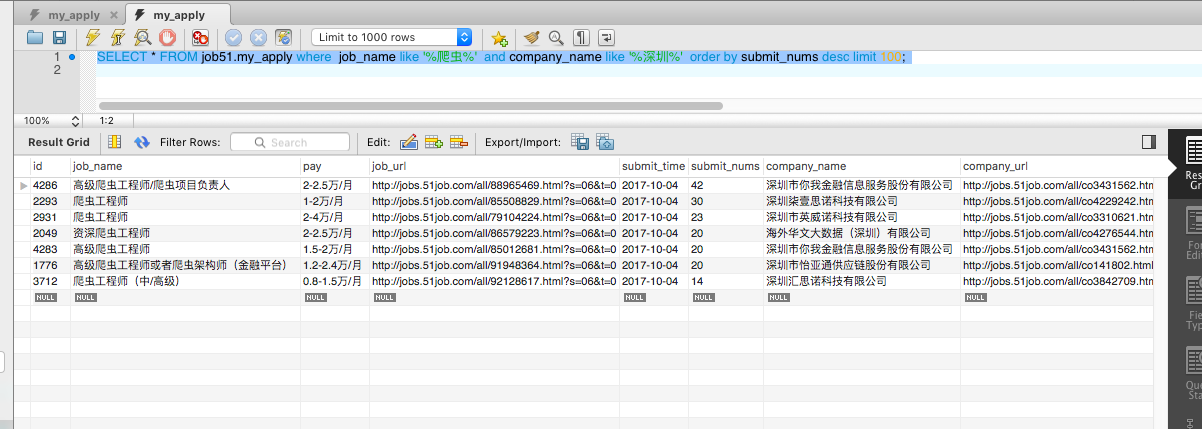 my_apply
my_apply
Limit to 1000 rows
1
SELECT * FROM job51.my_apply where job_name like '%爬虫%' and company_name like '%深圳%' order by submit_nums desc limit 100;
2
100%
1:2
Result Grid
Filter Rows:
Search
Edit:
Export/Import:
id job_name pay job_url submit_time submit_nums company_name company_url
4286 高级爬虫工程师/爬虫项目负责人 2-2.5万/月 http://jobs.51job.com/all/88965469.html?s=06&t=0 2017-10-04 42 深圳市你我金融信息服务股份有限公司 http://jobs.51job.com/all/co3431562.htm
2293 爬虫工程师 1-2万/月 http://jobs.51job.com/all/85508829.html?s=06&t=0 2017-10-04 30 深圳柒壹思诺科技有限公司 http://jobs.51job.com/all/co4229242.htm
2931 爬虫工程师 2-4万/月 http://jobs.51job.com/all/79104224.html?s=06&t=0 2017-10-04 23 深圳市英威诺科技有限公司 http://jobs.51job.com/all/co3310621.htm
2049 资深爬虫工程师 2-2.5万/月 http://jobs.51job.com/all/86579223.html?s=06&t=0 2017-10-04 20 海外华文大数据（深圳）有限公司 http://jobs.51job.com/all/co4276544.htm
4283 高级爬虫工程师 1.5-2万/月 http://jobs.51job.com/all/85012681.html?s=06&t=0 2017-10-04 20 深圳市你我金融信息服务股份有限公司 http://jobs.51job.com/all/co3431562.htm
1776 高级爬虫工程师或者爬虫架构师（金融平台） 1.2-2.4万/月 http://jobs.51job.com/all/91948364.html?s=06&t=0 2017-10-04 20 深圳市怡亚通供应链股份有限公司 http://jobs.51job.com/all/co141802.htm
3712 爬虫工程师（中/高级） 0.8-1.5万/月 http://jobs.51job.com/all/92128617.html?s=06&t=0 2017-10-04 14 深圳汇思诺科技有限公司 http://jobs.51job.com/all/co3842709.htm
NULL NULL NULL NULL NULL NULL NULL NULL
Res
Gr
Fo
Edi
Fie
Typ
Que
Sta